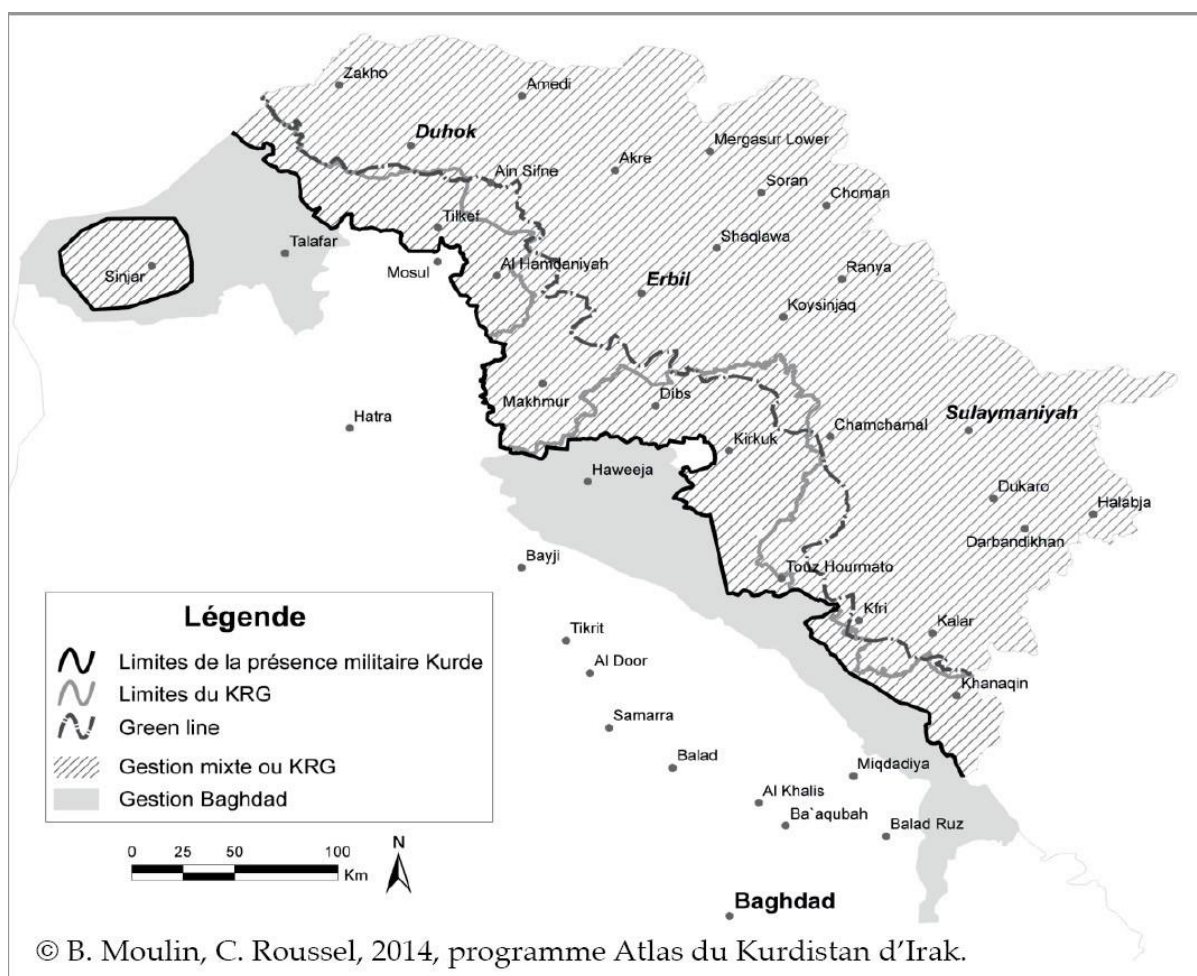 Zakho
Amedi
Duhok
Mergasur Lower
Akre
Ain Sifne
Soran
Choman
Tilkef
Shaqlawa
Talafar
Sinjar
Mosul
Al Hamdaniyah
Ranya
Erbil
Koysinjaq
Makhmur
Dibs
Hatra
Sulaymaniyah
Chamchamal
Kirkuk
Haweeja
Dukaro
Halabja
Darbandikhan
Bayji
Touz Hourmato
Kfri
Kalar
Tikrit
Al Door
Khanaqin
Samarra
Balad
Miqdadiya
Al Khalis
Ba`aqubah
Balad Ruz
Baghdad
Légende
Limites de la présence militaire Kurde
Limites du KRG
Green line
Gestion mixte ou KRG
Gestion Baghdad
0 25 50 100
Km
N
© B. Moulin, C. Roussel, 2014, programme Atlas du Kurdistan d'Irak.